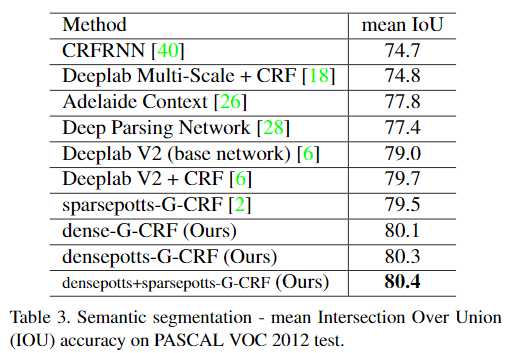 Method mean IoU
CRFRNN [40] 74.7
Deeplab Multi-Scale + CRF [18] 74.8
Adelaide Context [26] 77.8
Deep Parsing Network [28] 77.4
Deeplab V2 (base network) [6] 79.0
Deeplab V2 + CRF [6] 79.7
sparsepotts-G-CRF [2] 79.5
dense-G-CRF (Ours) 80.1
densepotts-G-CRF (Ours) 80.3
densepotts+sparsepotts-G-CRF (Ours) 80.4
Table 3. Semantic segmentation - mean Intersection Over Union
(IOU) accuracy on PASCAL VOC 2012 test.